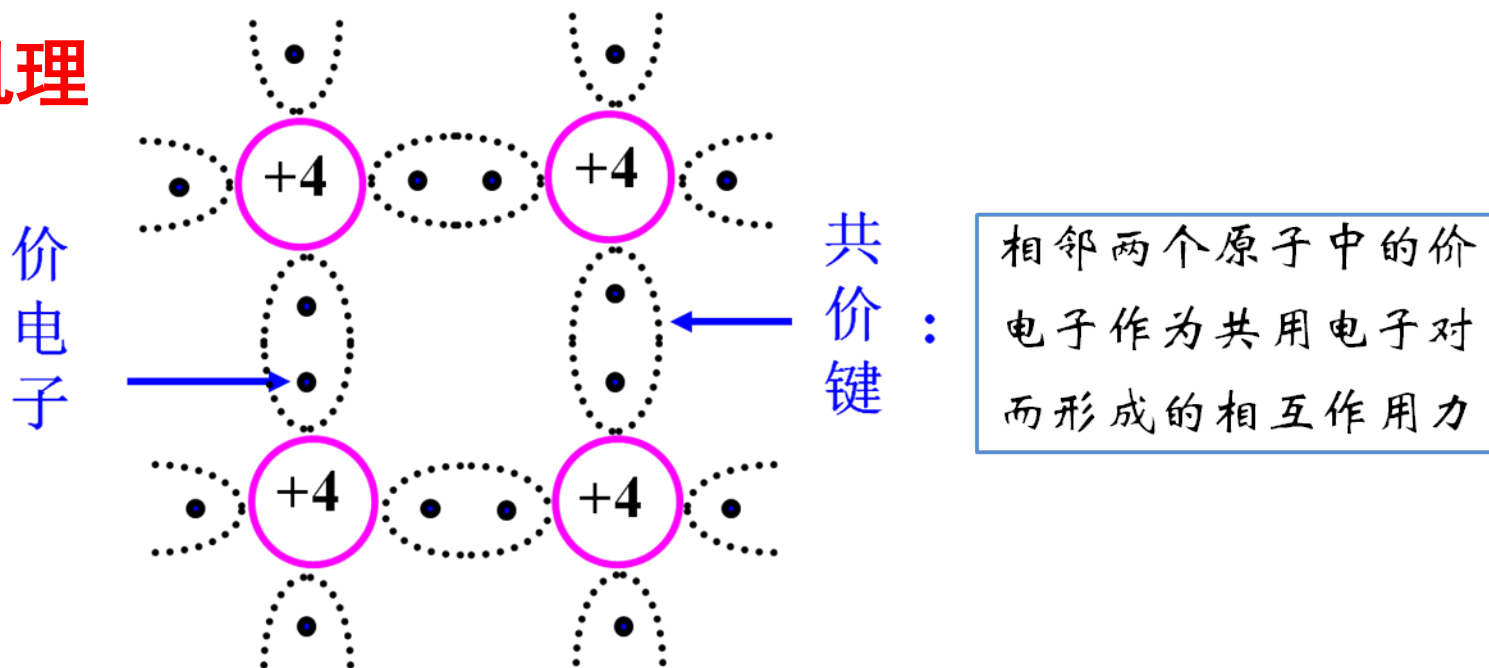 理
+4
+4
价电子
共价键
：
相邻两个原子中的价
电子作为共用电子对
而形成的相互作用力
+4
+4